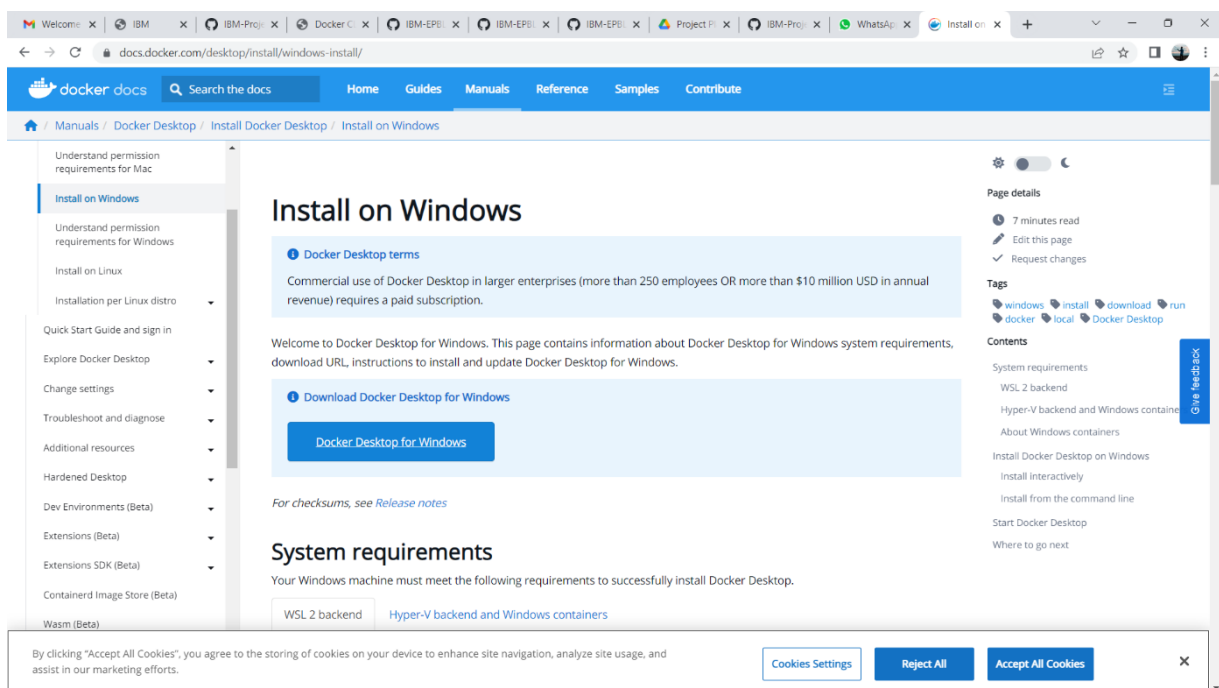 Welcome
IBM
IBM-Proje
Docker C
IBM-EPBL
IBM-EPBL
IBM-EPBL
Project Pl
IBM-Proje
WhatsAp
Install on
docs.docker.com/desktop/install/windows-install/
docker docs
Search the docs
Home Guides Manuals Reference Samples Contribute
/ Manuals / Docker Desktop / Install Docker Desktop / Install on Windows
Understand permission
requirements for Mac
Install on Windows
Understand permission
requirements for Windows
Install on Linux
Installation per Linux distro
Quick Start Guide and sign in
Explore Docker Desktop
Change settings
Troubleshoot and diagnose
Additional resources
Hardened Desktop
Dev Environments (Beta)
Extensions (Beta)
Extensions SDK (Beta)
Containerd Image Store (Beta)
Wasm (Beta)
Install on Windows
Docker Desktop terms
Commercial use of Docker Desktop in larger enterprises (more than 250 employees OR more than $10 million USD in annual
revenue) requires a paid subscription.
Welcome to Docker Desktop for Windows. This page contains information about Docker Desktop for Windows system requirements,
download URL, instructions to install and update Docker Desktop for Windows.
Download Docker Desktop for Windows
Docker Desktop for Windows
For checksums, see Release notes
System requirements
Your Windows machine must meet the following requirements to successfully install Docker Desktop.
WSL 2 backend
Hyper-V backend and Windows containers
Page details
7 minutes read
Edit this page
Request changes
Tags
windows install download run
docker local Docker Desktop
Contents
System requirements
WSL 2 backend
Hyper-V backend and Windows containe
About Windows containers
Install Docker Desktop on Windows
Install interactively
Install from the command line
Start Docker Desktop
Where to go next
Give feedback
By clicking “Accept All Cookies”, you agree to the storing of cookies on your device to enhance site navigation, analyze site usage, and
assist in our marketing efforts.
Cookies Settings
Reject All
Accept All Cookies